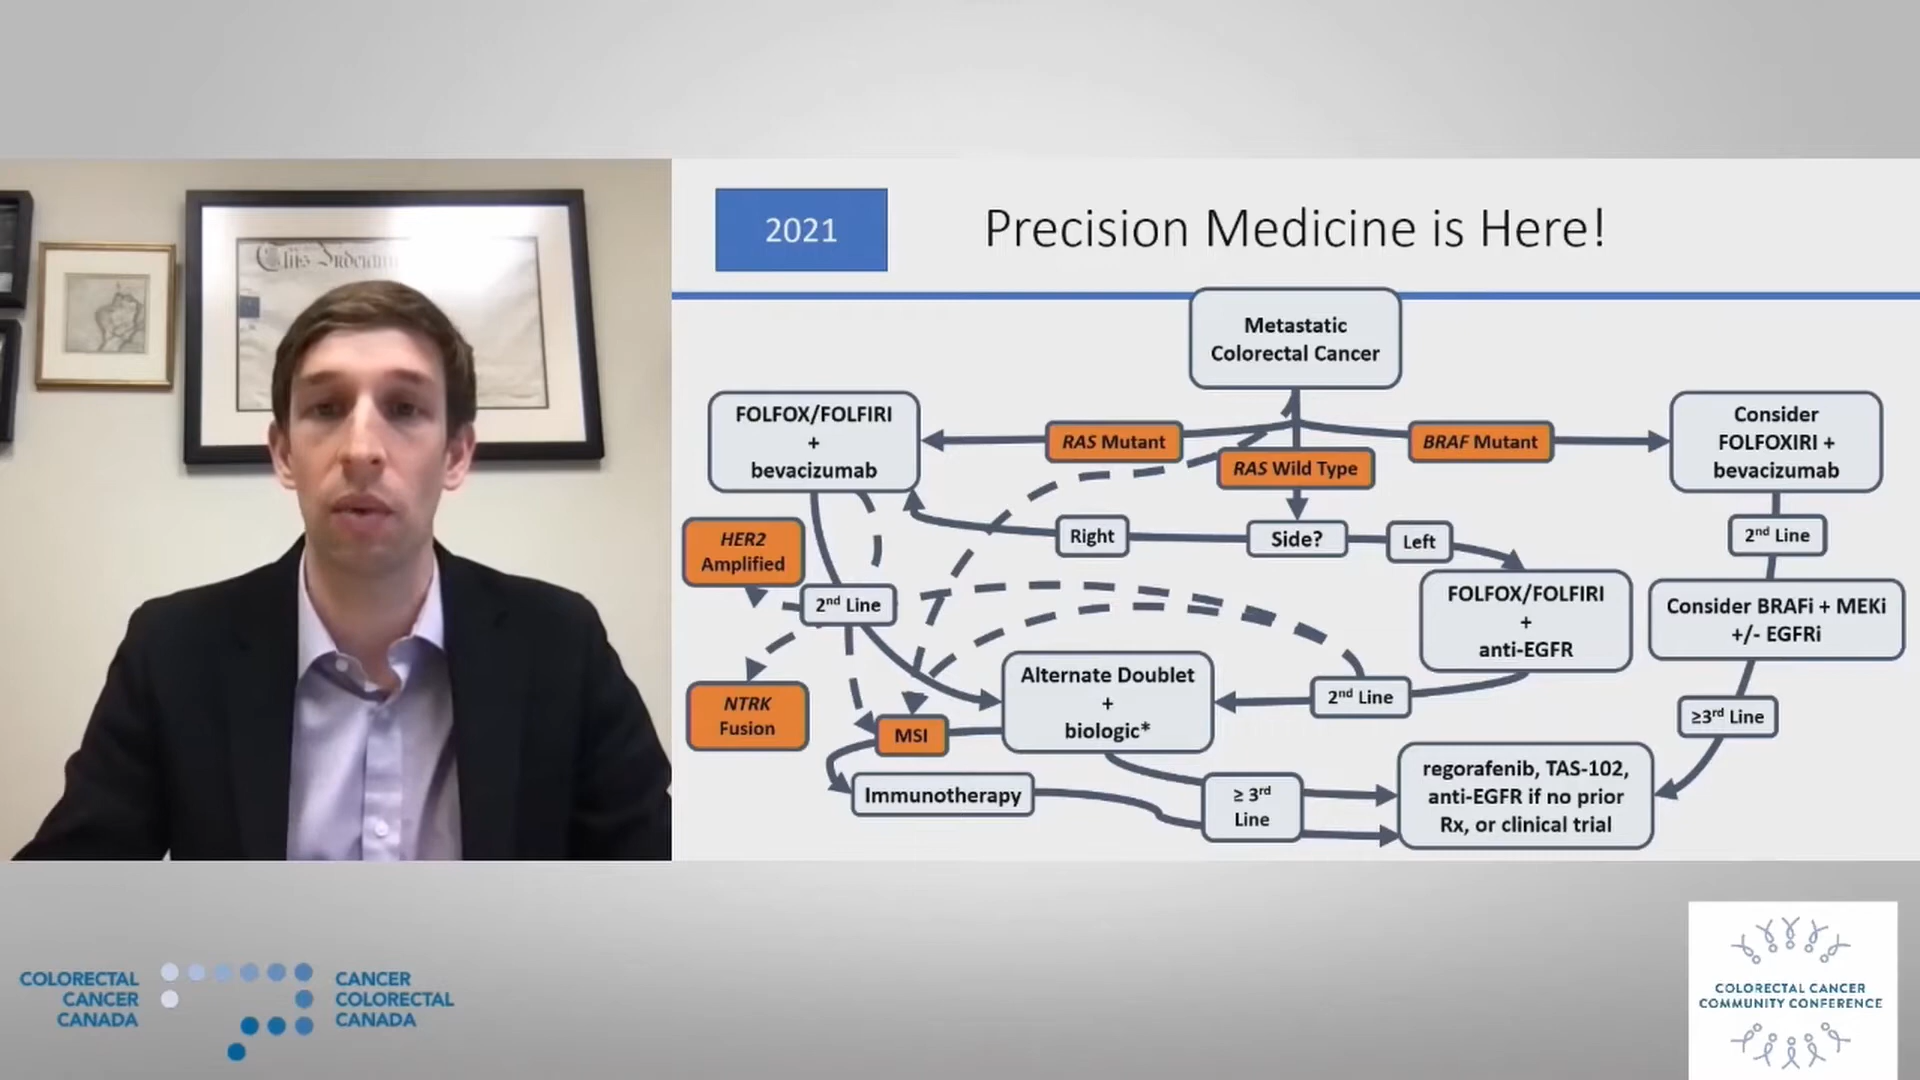 This Indenture
2021
Precision Medicine is Here!
Metastatic
Colorectal Cancer
FOLFOX/FOLFIRI
+
bevacizumab
RAS Mutant
RAS Wild Type
BRAF Mutant
Consider
FOLFOXIRI +
bevacizumab
HER2
Amplified
Right
Side?
Left
2nd Line
2nd Line
FOLFOX/FOLFIRI
+
anti-EGFR
Consider BRAFi + MEKi
+/- EGFRi
NTRK
Fusion
MSI
Alternate Doublet
+
biologic*
2nd Line
≥3rd Line
Immunotherapy
≥ 3rd
Line
regorafenib, TAS-102,
anti-EGFR if no prior
Rx, or clinical trial
COLORECTAL
CANCER
CANADA
CANCER
COLORECTAL
CANADA
COLORECTAL CANCER
COMMUNITY CONFERENCE